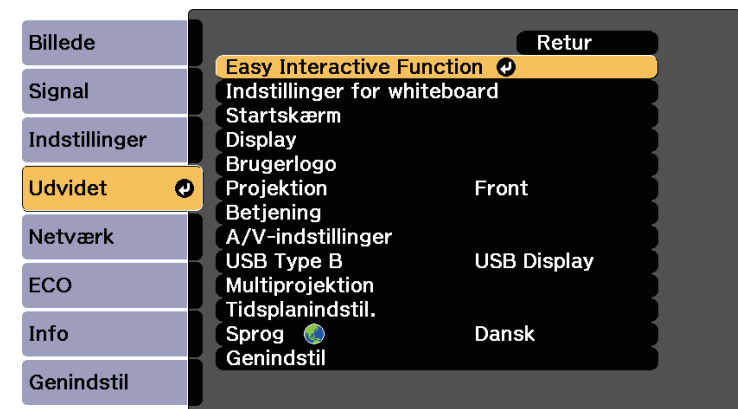 Billede
Signal
Indstillinger
Udvidet
Netværk
ECO
Info
Genindstil
Retur
Easy Interactive Function
Indstillinger for whiteboard
Startskærm
Display
Brugerlogo
Projektion Front
Betjening
A/V-indstillinger
USB Type B USB Display
Multiprojektion
Tidsplanindstil.
Sprog Dansk
Genindstil